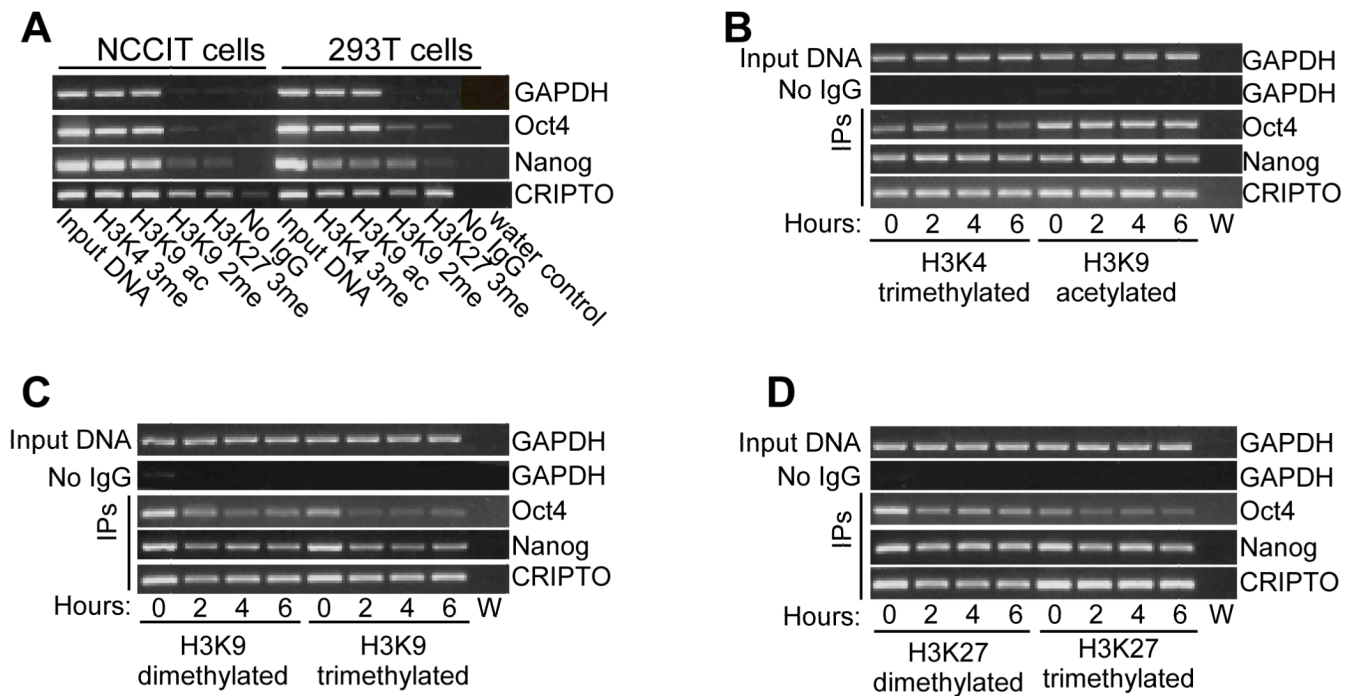 A
NCCIT cells 293T cells
GAPDH
Oct4
Nanog
CRIPTO
Input DNA
H3K4 3me
H3K9 ac
H3K9 2me
H3K27 3me
No IgG
Input DNA
H3K4 3me
H3K9 ac
H3K9 2me
H3K27 3me
No IgG
water control
B
Input DNA GAPDH
No IgG GAPDH
IPs
Oct4
Nanog
CRIPTO
Hours: 0 2 4 6 0 2 4 6 W
H3K4 H3K9
trimethylated acetylated
C
Input DNA GAPDH
No IgG GAPDH
IPs
Oct4
Nanog
CRIPTO
Hours: 0 2 4 6 0 2 4 6 W
H3K9 H3K9
dimethylated trimethylated
D
Input DNA GAPDH
No IgG GAPDH
IPs
Oct4
Nanog
CRIPTO
Hours: 0 2 4 6 0 2 4 6 W
H3K27 H3K27
dimethylated trimethylated